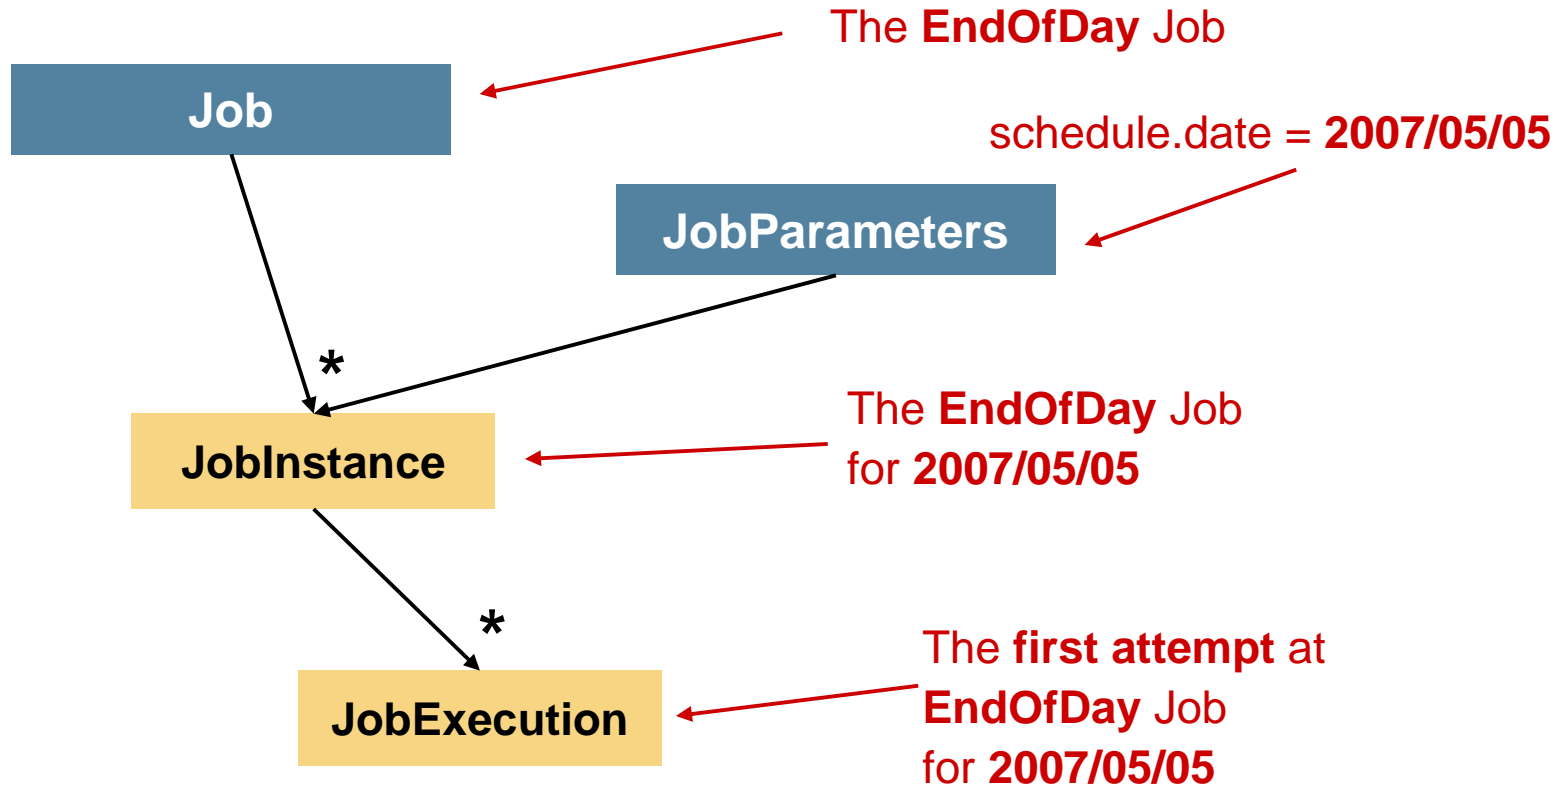 The EndOfDay Job
Job
schedule.date = 2007/05/05
JobParameters
*
The EndOfDay Job
for 2007/05/05
JobInstance
*
The first attempt at
EndOfDay Job
for 2007/05/05
JobExecution